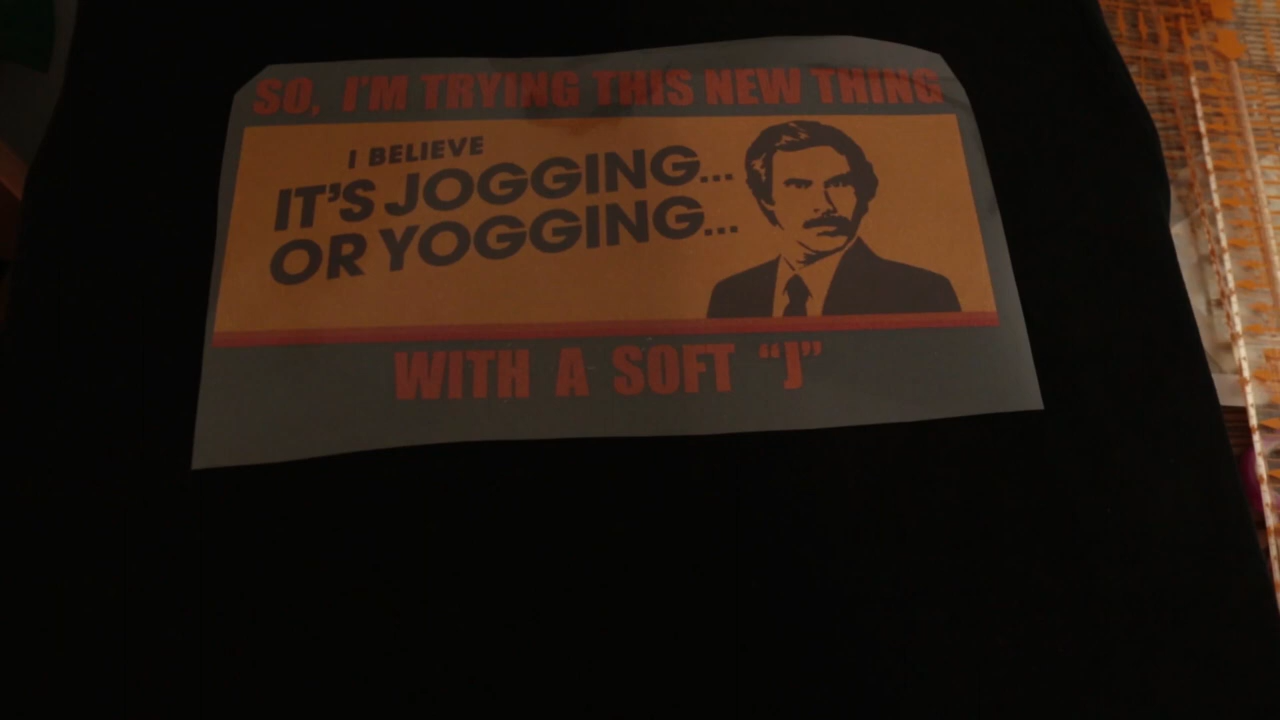 SO, I'M TRYING THIS NEW THING
I BELIEVE
IT'S JOGGING...
OR YOGGING...
WITH A SOFT "J"